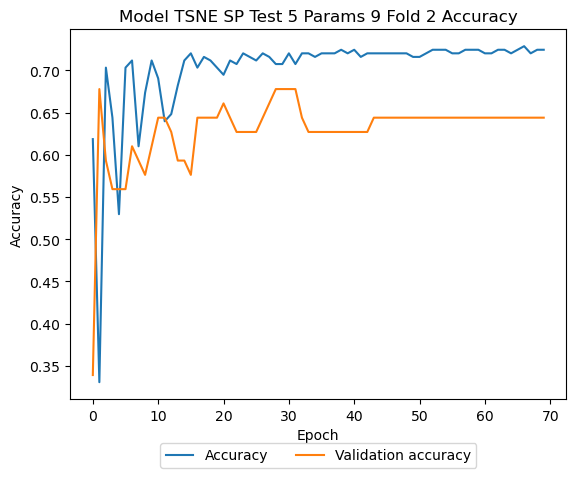 Model TSNE SP Test 5 Params 9 Fold 2 Accuracy
Accuracy
0.70
0.65
0.60
0.55
0.50
0.45
0.40
0.35
0 10 20 30 40 50 60 70
Epoch
Accuracy Validation accuracy